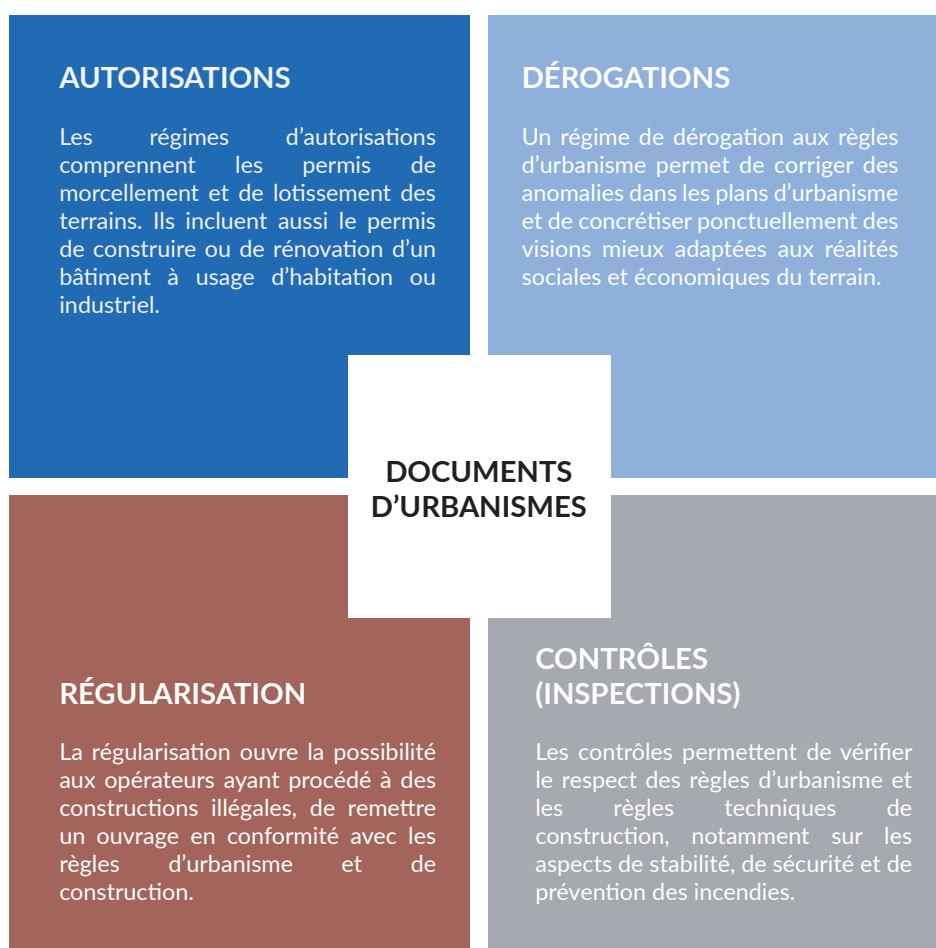 AUTORISATIONS
Les régimes d’autorisations
comprennent les permis de
morcellement et de lotissement des
terrains. Ils incluent aussi le permis
de construire ou de rénovation d’un
bâtiment à usage d’habitation ou
industriel.
DÉROGATIONS
Un régime de dérogation aux règles
d’urbanisme permet de corriger des
anomalies dans les plans d’urbanisme
et de concrétiser ponctuellement des
visions mieux adaptées aux réalités
sociales et économiques du terrain.
DOCUMENTS
D’URBANISMES
RÉGULARISATION
La régularisation ouvre la possibilité
aux opérateurs ayant procédé à des
constructions illégales, de remettre
un ouvrage en conformité avec les
règles d’urbanisme et de
construction.
CONTRÔLES
(INSPECTIONS)
Les contrôles permettent de vérifier
le respect des règles d’urbanisme et
les règles techniques de
construction, notamment sur les
aspects de stabilité, de sécurité et de
prévention des incendies.